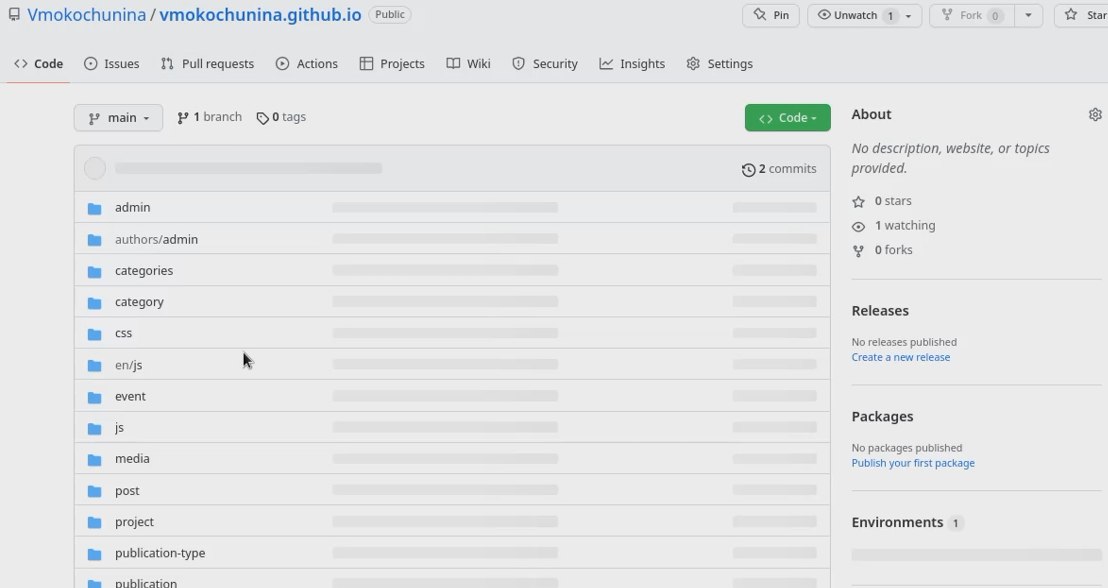 Vmokochunina / vmokochunina.github.io Public
Pin
Unwatch 1
Fork 0
Star
<> Code
Issues
Pull requests
Actions
Projects
Wiki
Security
Insights
Settings
main
1 branch
0 tags
<> Code
2 commits
admin
authors/admin
categories
category
css
en/js
event
js
media
post
project
publication-type
publication
About
No description, website, or topics
provided.
0 stars
1 watching
0 forks
Releases
No releases published
Create a new release
Packages
No packages published
Publish your first package
Environments 1